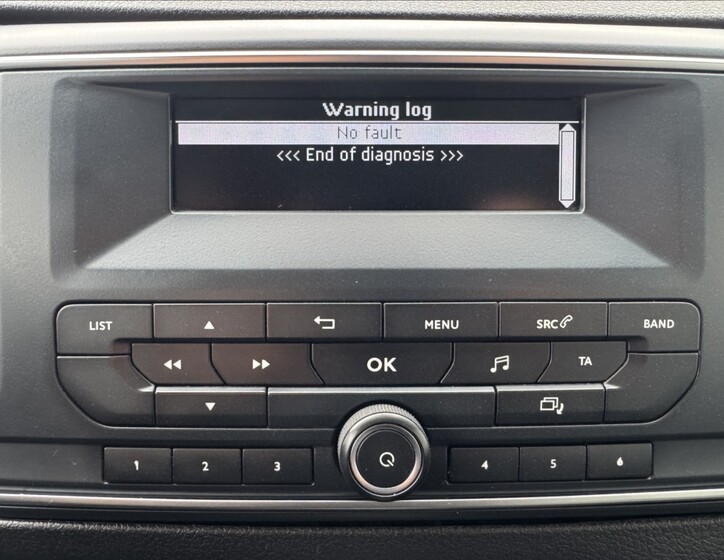 Warning log
No fault
<<< End of diagnosis >>>
LIST
MENU
SRC
BAND
OK
TA
1
2
3
4
5
6